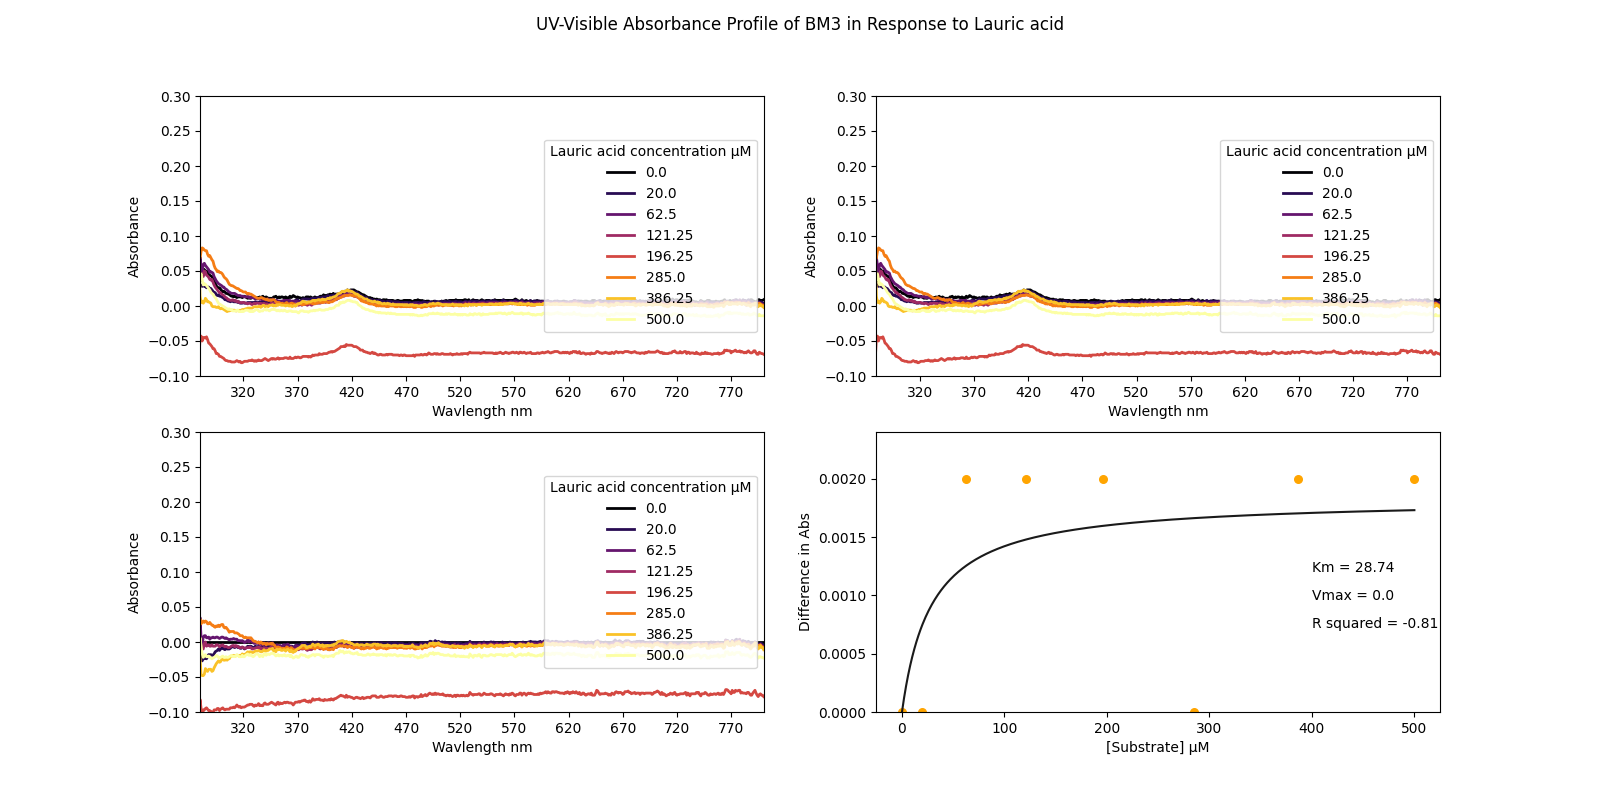 UV-Visible Absorbance Profile of BM3 in Response to Lauric acid
0.30
0.25
0.20
0.15
0.10
0.05
0.00
−0.05
−0.10
Absorbance
Lauric acid concentration μM
0.0
20.0
62.5
121.25
196.25
285.0
386.25
500.0
320 370 420 470 520 570 620 670 720 770
Wavlength nm
0.30
0.25
0.20
0.15
0.10
0.05
0.00
−0.05
−0.10
Absorbance
Lauric acid concentration μM
0.0
20.0
62.5
121.25
196.25
285.0
386.25
500.0
320 370 420 470 520 570 620 670 720 770
Wavlength nm
0.30
0.25
0.20
0.15
0.10
0.05
0.00
−0.05
−0.10
Absorbance
Lauric acid concentration μM
0.0
20.0
62.5
121.25
196.25
285.0
386.25
500.0
320 370 420 470 520 570 620 670 720 770
Wavlength nm
0.0020
0.0015
0.0010
0.0005
0.0000
Difference in Abs
Km = 28.74
Vmax = 0.0
R squared = -0.81
0 100 200 300 400 500
[Substrate] μM